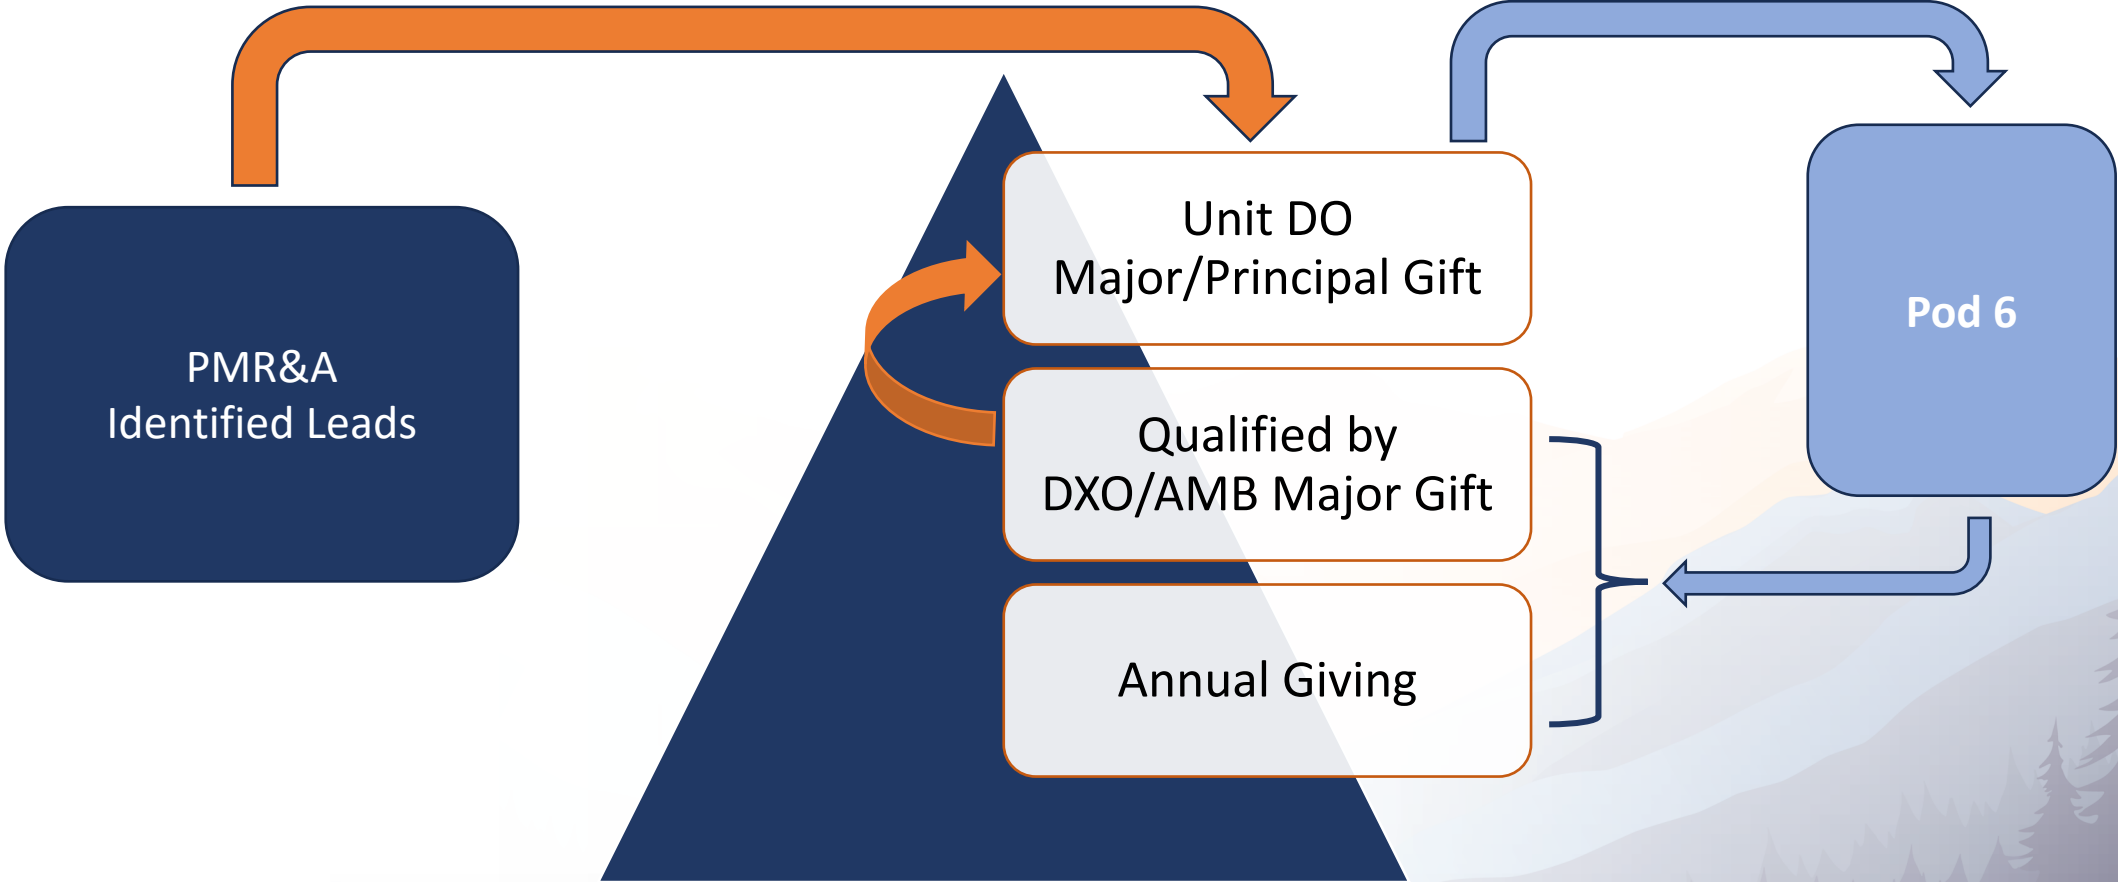 PMR&A
Identified Leads
Unit DO
Major/Principal Gift
Qualified by
DXO/AMB Major Gift
Annual Giving
Pod 6